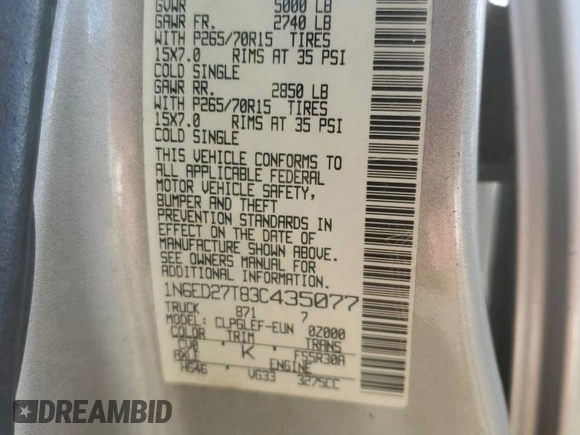 GVWR 5000 LB
GAWR FR. 2740 LB
WITH P265/70R15 TIRES
15X7.0 RIMS AT 35 PSI
COLD SINGLE
GAWR RR. 2850 LB
WITH P265/70R15 TIRES
15X7.0 RIMS AT 35 PSI
COLD SINGLE
THIS VEHICLE CONFORMS TO
ALL APPLICABLE FEDERAL
MOTOR VEHICLE SAFETY,
BUMPER AND THEFT
PREVENTION STANDARDS IN
EFFECT ON THE DATE OF
MANUFACTURE SHOWN ABOVE.
SEE OWNERS MANUAL FOR
ADDITIONAL INFORMATION.
1N6ED27T83C435077
TRUCK 871 7
MODEL: CLPGLEF-EUN 0Z000
COLOR TRIM TRANS
CV0 K FS5R30A
AXLE ENGINE
HG46 VG33 3275CC
DREAMBID